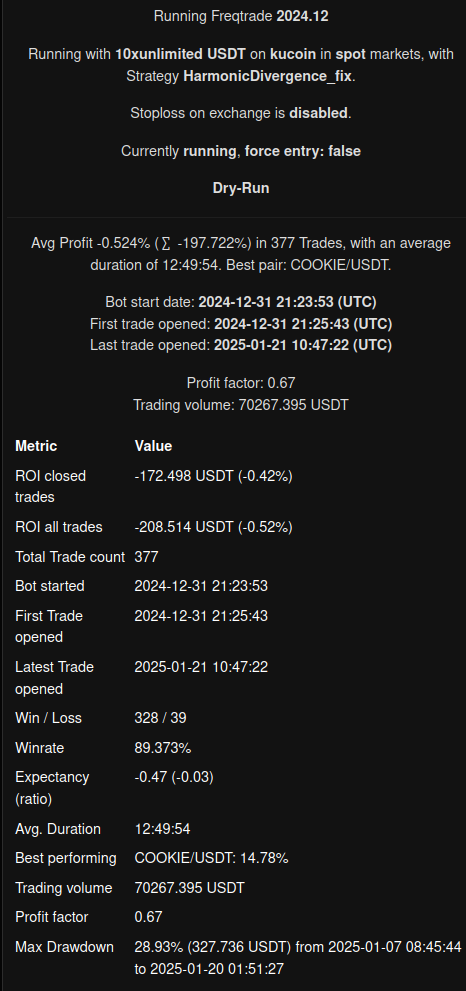 Running Freqtrade 2024.12
Running with 10xunlimited USDT on kucoin in spot markets, with
Strategy HarmonicDivergence_fix.
Stoploss on exchange is disabled.
Currently running, force entry: false
Dry-Run
Avg Profit -0.524% (∑ -197.722%) in 377 Trades, with an average
duration of 12:49:54. Best pair: COOKIE/USDT.
Bot start date: 2024-12-31 21:23:53 (UTC)
First trade opened: 2024-12-31 21:25:43 (UTC)
Last trade opened: 2025-01-21 10:47:22 (UTC)
Profit factor: 0.67
Trading volume: 70267.395 USDT
Metric Value
ROI closed -172.498 USDT (-0.42%)
trades
ROI all trades -208.514 USDT (-0.52%)
Total Trade count 377
Bot started 2024-12-31 21:23:53
First Trade 2024-12-31 21:25:43
opened
Latest Trade 2025-01-21 10:47:22
opened
Win / Loss 328 / 39
Winrate 89.373%
Expectancy -0.47 (-0.03)
(ratio)
Avg. Duration 12:49:54
Best performing COOKIE/USDT: 14.78%
Trading volume 70267.395 USDT
Profit factor 0.67
Max Drawdown 28.93% (327.736 USDT) from 2025-01-07 08:45:44
to 2025-01-20 01:51:27